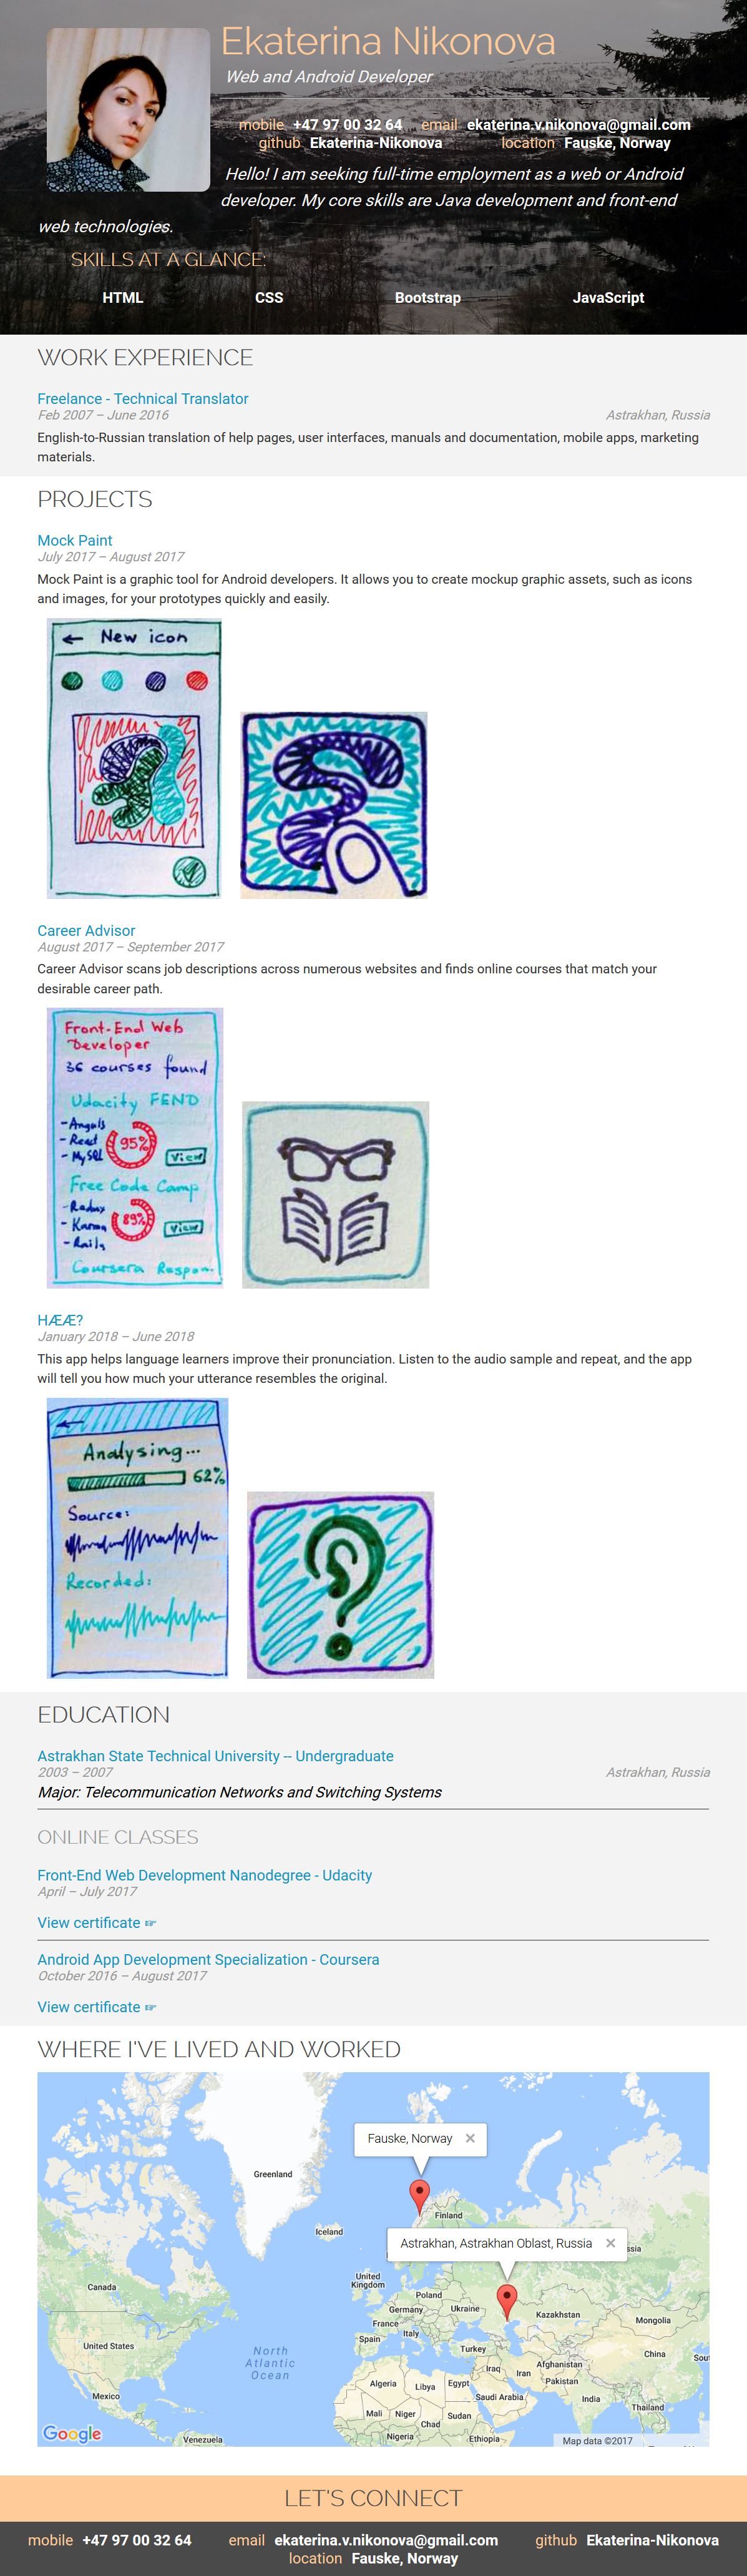 Ekaterina Nikonova
Web and Android Developer
mobile +47 97 00 32 64 email ekaterina.v.nikonova@gmail.com
github Ekaterina-Nikonova location Fauske, Norway
Hello! I am seeking full-time employment as a web or Android
developer. My core skills are Java development and front-end
web technologies.
SKILLS AT A GLANCE:
HTML CSS Bootstrap JavaScript
WORK EXPERIENCE
Freelance - Technical Translator
Feb 2007 – June 2016 Astrakhan, Russia
English-to-Russian translation of help pages, user interfaces, manuals and documentation, mobile apps, marketing
materials.
PROJECTS
Mock Paint
July 2017 – August 2017
Mock Paint is a graphic tool for Android developers. It allows you to create mockup graphic assets, such as icons
and images, for your prototypes quickly and easily.
← New icon
Career Advisor
August 2017 – September 2017
Career Advisor scans job descriptions across numerous websites and finds online courses that match your
desirable career path.
Front-End Web
Developer
36 courses found
Udacity FEND
- Angula
- React
- MySQL
95%
View
Free Code Camp
- Redux
- Karma
- Rails
89%
View
Coursera Respon.
HÆÆ?
January 2018 – June 2018
This app helps language learners improve their pronunciation. Listen to the audio sample and repeat, and the app
will tell you how much your utterance resembles the original.
←
Analysing...
62%
Source:
Recorded:
?
EDUCATION
Astrakhan State Technical University -- Undergraduate
2003 – 2007 Astrakhan, Russia
Major: Telecommunication Networks and Switching Systems
ONLINE CLASSES
Front-End Web Development Nanodegree - Udacity
April – July 2017
View certificate ☞
Android App Development Specialization - Coursera
October 2016 – August 2017
View certificate ☞
WHERE I'VE LIVED AND WORKED
Fauske, Norway ×
Greenland
Finland
Iceland
Astrakhan, Astrakhan Oblast, Russia ×
ssia
United
Kingdom
Canada
Poland
Germany
Ukraine
Kazakhstan
France
Mongolia
Italy
Spain
United States
Turkey
China
Sou
North
Atlantic
Ocean
Afghanistan
Iraq
Iran
Pakistan
Algeria
Libya
Egypt
Saudi Arabia
India
Mexico
Thailand
Mali
Niger
Sudan
Chad
Nigeria
Ethiopia
Venezuela
Google
Map data ©2017
LET'S CONNECT
mobile +47 97 00 32 64 email ekaterina.v.nikonova@gmail.com github Ekaterina-Nikonova
location Fauske, Norway